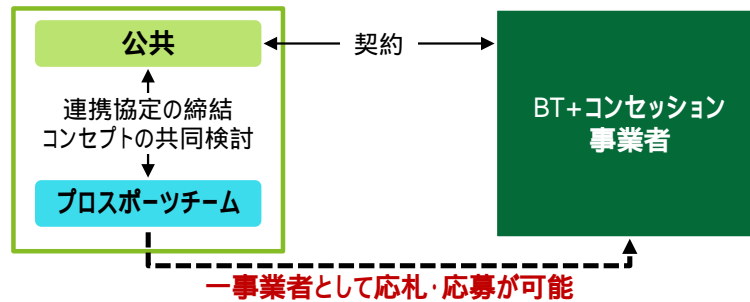 公共
契約
連携協定の締結
コンセプトの共同検討
プロスポーツチーム
BT+コンセッション
事業者
一事業者として応札・応募が可能